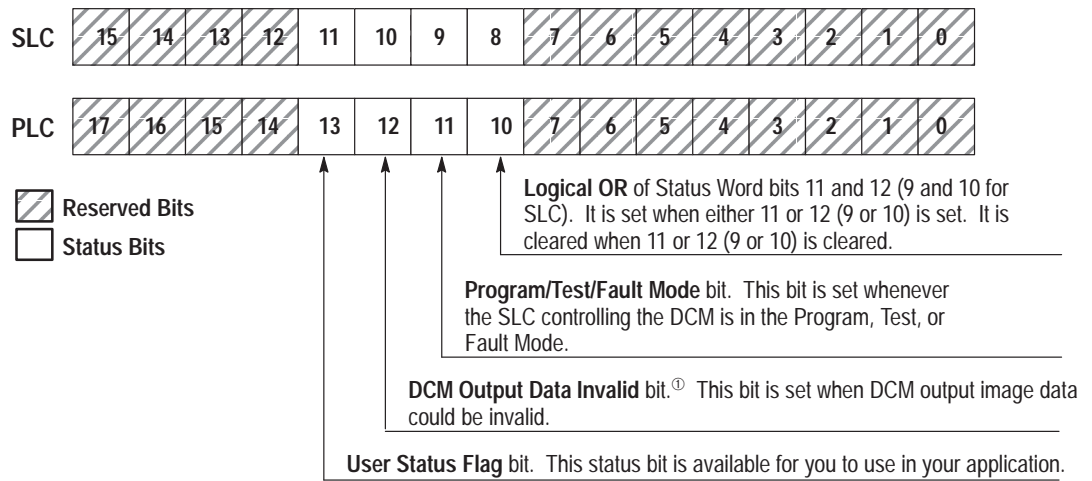 SLC 15 14 13 12 11 10 9 8 7 6 5 4 3 2 1 0
PLC 17 16 15 14 13 12 11 10 7 6 5 4 3 2 1 0
Reserved Bits
Status Bits
Logical OR of Status Word bits 11 and 12 (9 and 10 for
SLC). It is set when either 11 or 12 (9 or 10) is set. It is
cleared when 11 or 12 (9 or 10) is cleared.
Program/Test/Fault Mode bit. This bit is set whenever
the SLC controlling the DCM is in the Program, Test, or
Fault Mode.
DCM Output Data Invalid bit.① This bit is set when DCM output image data
could be invalid.
User Status Flag bit. This status bit is available for you to use in your application.